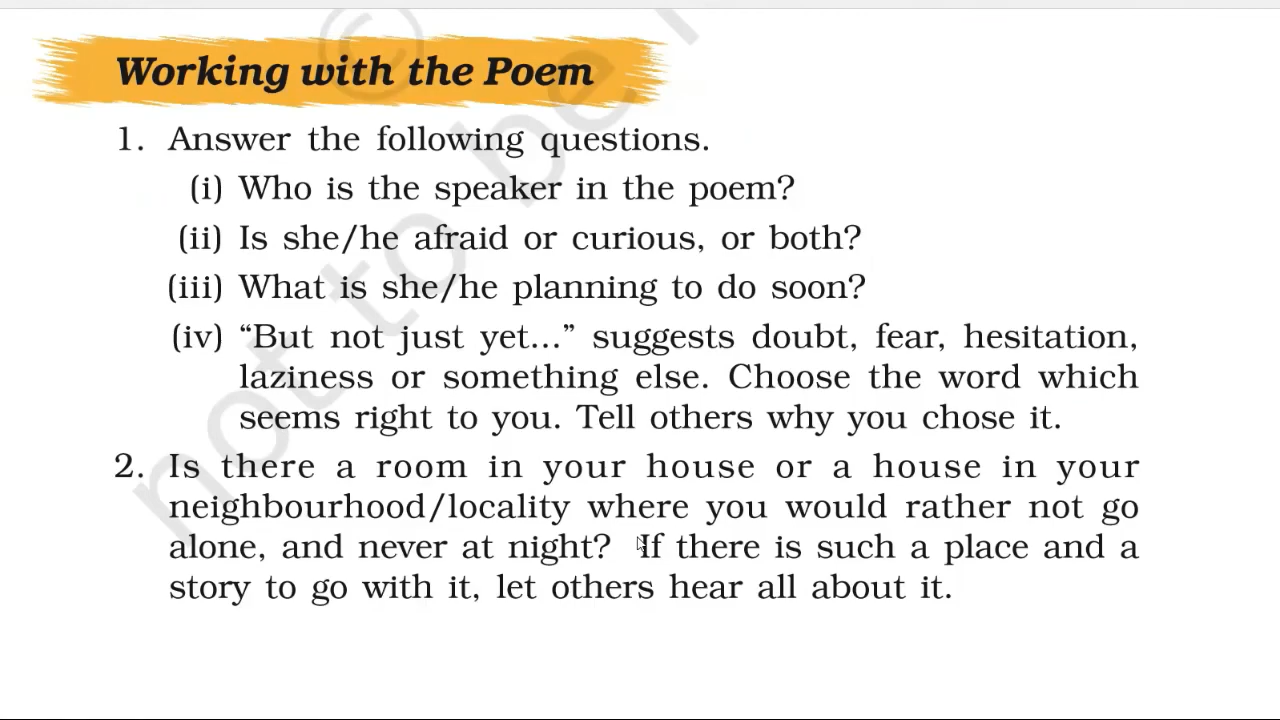 Working with the Poem
1. Answer the following questions.
(i) Who is the speaker in the poem?
(ii) Is she/he afraid or curious, or both?
(iii) What is she/he planning to do soon?
(iv) “But not just yet...” suggests doubt, fear, hesitation,
laziness or something else. Choose the word which
seems right to you. Tell others why you chose it.
2. Is there a room in your house or a house in your
neighbourhood/locality where you would rather not go
alone, and never at night? If there is such a place and a
story to go with it, let others hear all about it.
© not to be r